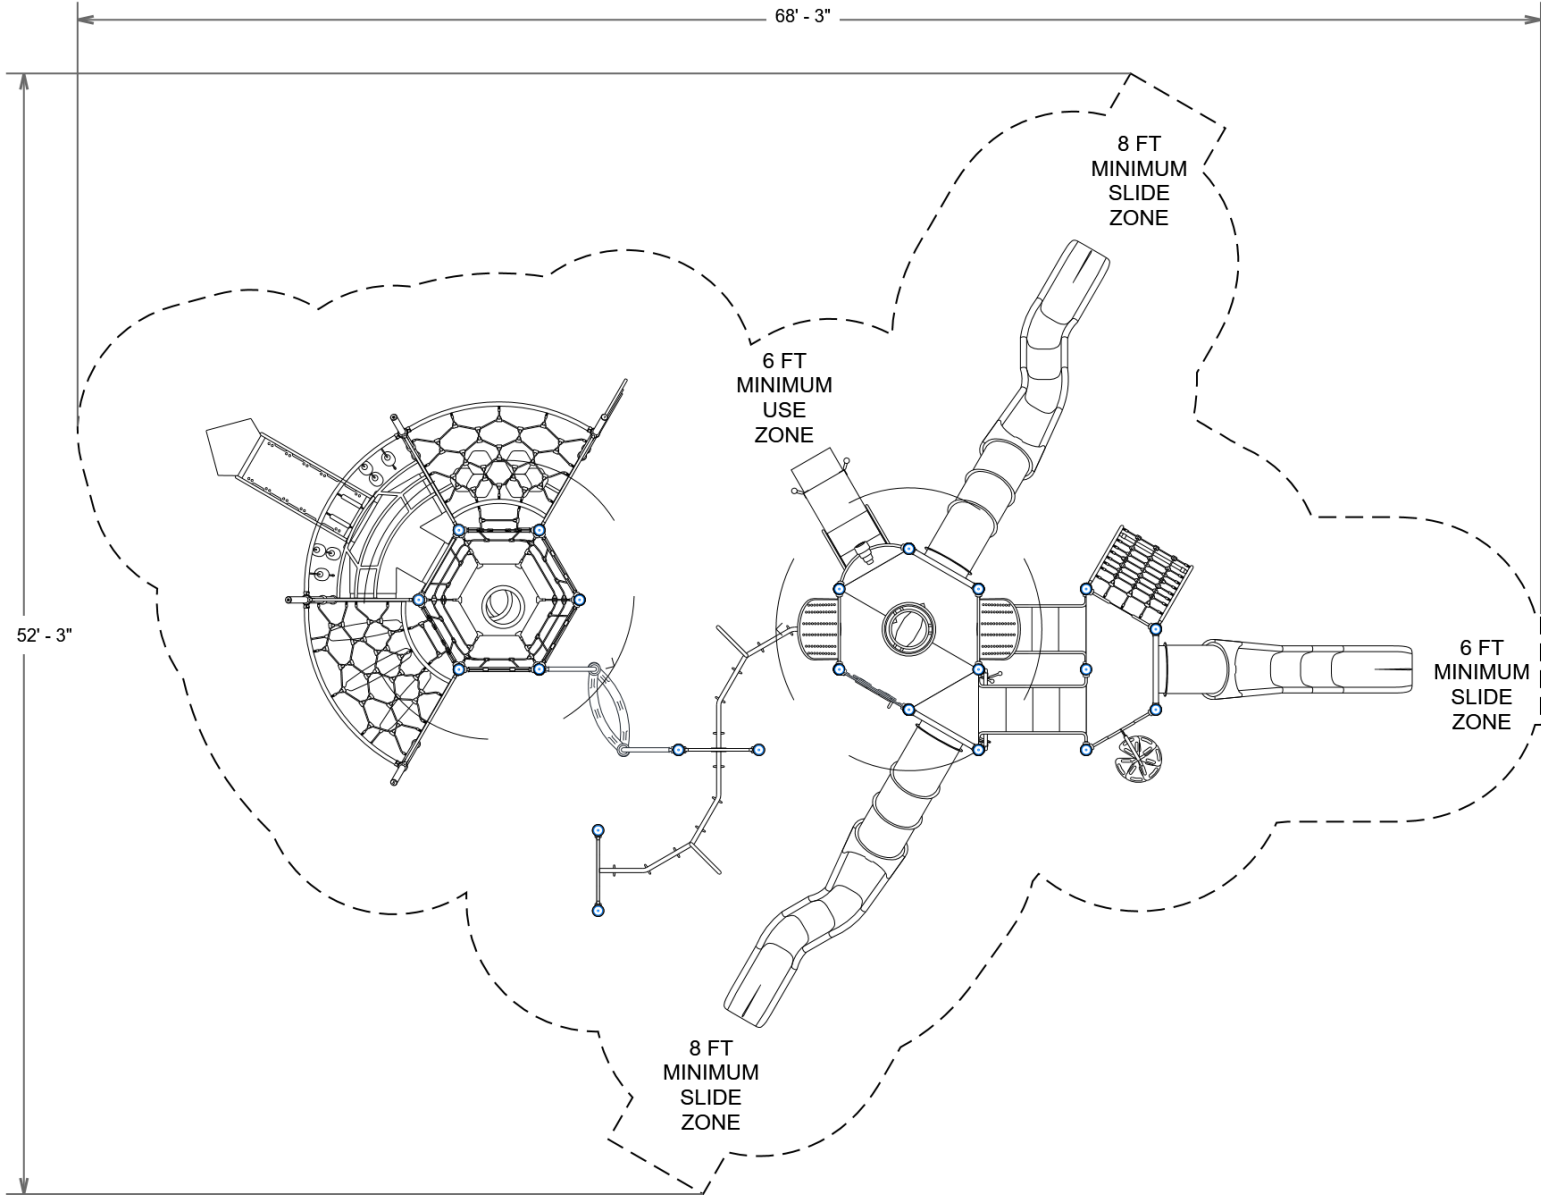 68' - 3"
8 FT
MINIMUM
SLIDE
ZONE
6 FT
MINIMUM
USE
ZONE
52' - 3"
6 FT
MINIMUM
SLIDE
ZONE
8 FT
MINIMUM
SLIDE
ZONE